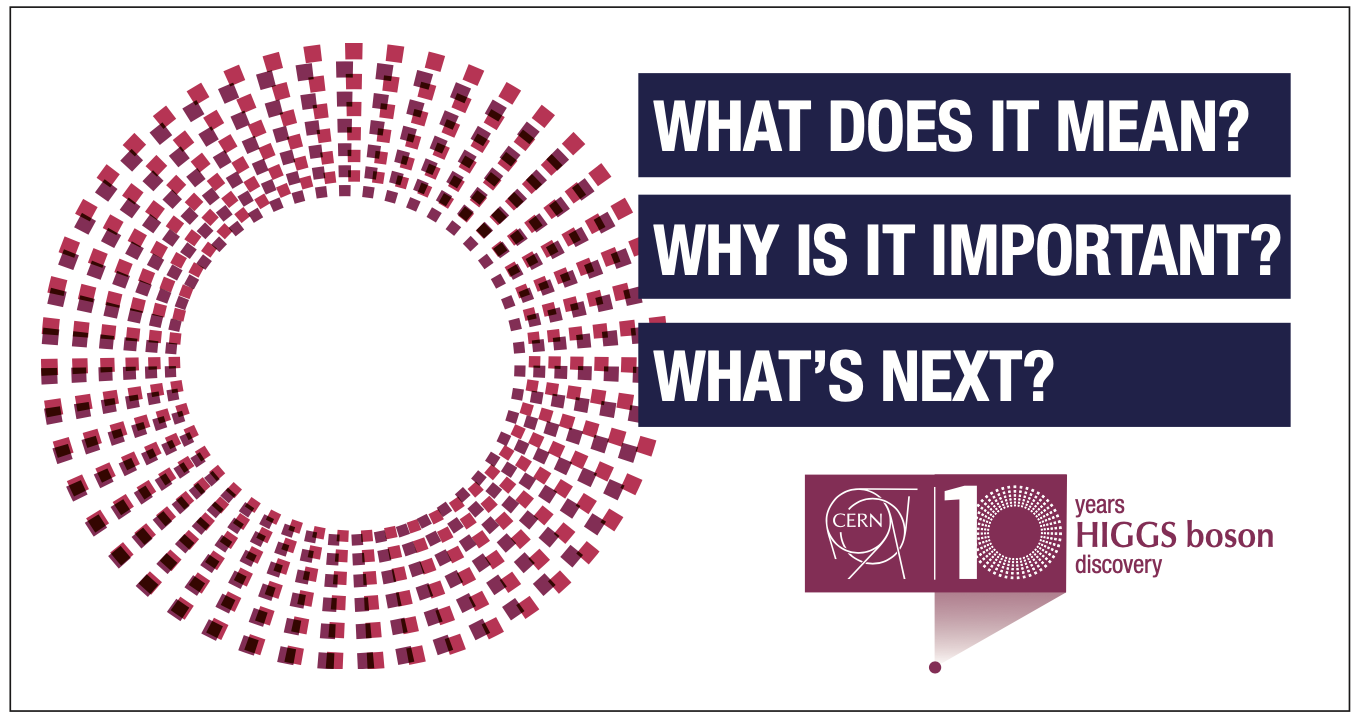 WHAT DOES IT MEAN?
WHY IS IT IMPORTANT?
WHAT'S NEXT?
CERN
10
years
HIGGS boson
discovery